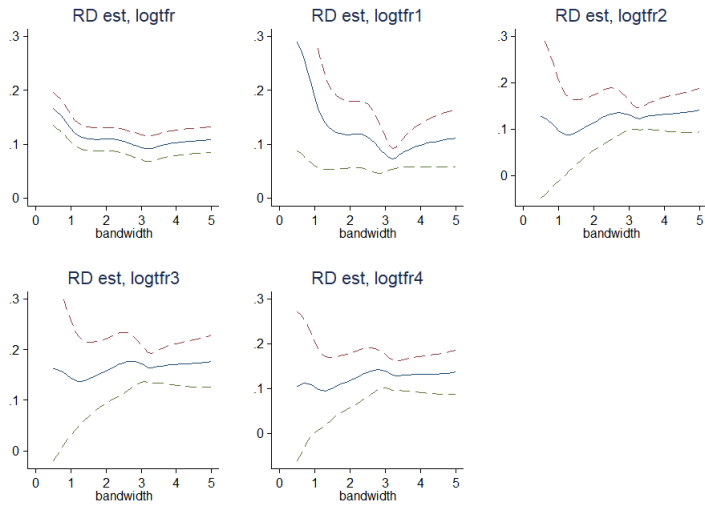 RD est, logtfr
.3
.2
.1
0
0 1 2 3 4 5
bandwidth
RD est, logtfr1
.3
.2
.1
0
0 1 2 3 4 5
bandwidth
RD est, logtfr2
.3
.2
.1
0
0 1 2 3 4 5
bandwidth
RD est, logtfr3
.3
.2
.1
0
0 1 2 3 4 5
bandwidth
RD est, logtfr4
.3
.2
.1
0
0 1 2 3 4 5
bandwidth